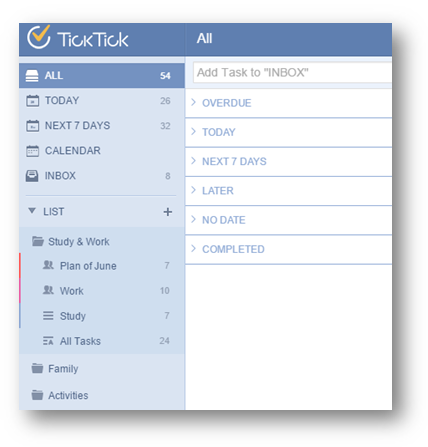 TickTick
All
ALL 54
Add Task to "INBOX"
TODAY 26
OVERDUE
NEXT 7 DAYS 32
TODAY
CALENDAR
NEXT 7 DAYS
INBOX 8
LATER
LIST +
NO DATE
Study & Work
COMPLETED
Plan of June 7
Work 10
Study 7
All Tasks 24
Family
Activities